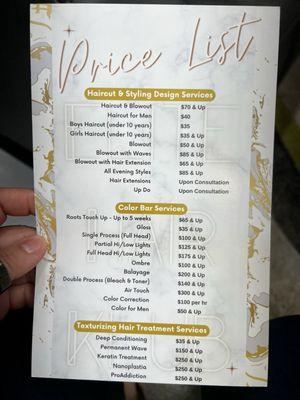 Price List
Haircut & Styling Design Services
Haircut & Blowout $70 & Up
Haircut for Men $40
Boys Haircut (under 10 years) $35
Girls Haircut (under 10 years) $35 & Up
Blowout $50 & Up
Blowout with Waves $85 & Up
Blowout with Hair Extension $65 & Up
All Evening Styles $85 & Up
Hair Extensions Upon Consultation
Up Do Upon Consultation
Color Bar Services
Roots Touch Up - Up to 5 weeks $65 & Up
Gloss $35 & Up
Single Process (Full Head) $100 & Up
Partial Hi/Low Lights $125 & Up
Full Head Hi/Low Lights $175 & Up
Ombre $100 & Up
Balayage $200 & Up
Double Process (Bleach & Toner) $140 & Up
Air Touch $300 & Up
Color Correction $100 per hr
Color for Men $50 & Up
Texturizing Hair Treatment Services
Deep Conditioning $35 & Up
Permanent Wave $150 & Up
Keratin Treatment $250 & Up
Nanoplastia $250 & Up
ProAddiction $250 & Up